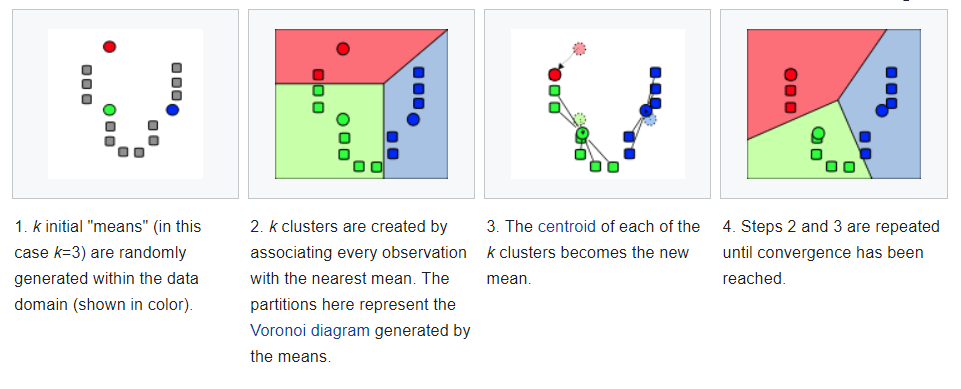 1. k initial "means" (in this
case k=3) are randomly
generated within the data
domain (shown in color).
2. k clusters are created by
associating every observation
with the nearest mean. The
partitions here represent the
Voronoi diagram generated by
the means.
3. The centroid of each of the
k clusters becomes the new
mean.
4. Steps 2 and 3 are repeated
until convergence has been
reached.